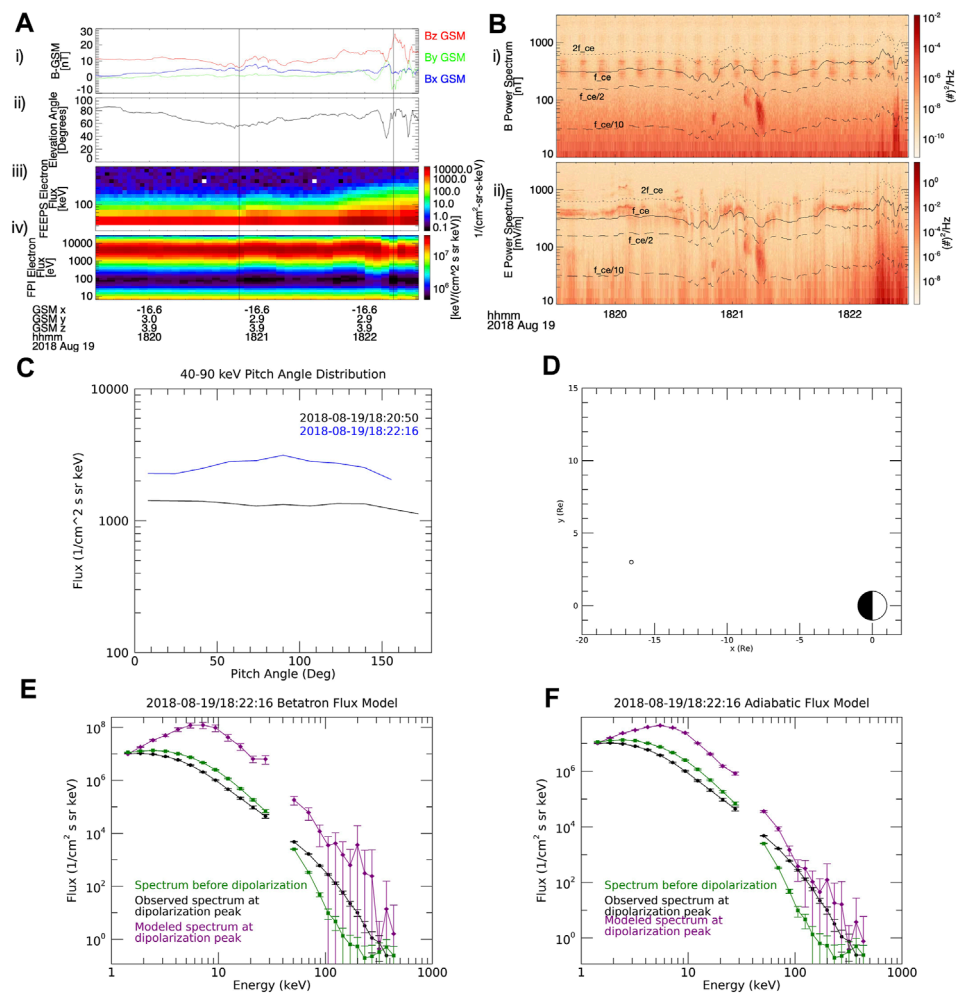 A
i)
B-GSM
[nT]
30
20
10
0
-10
Bz GSM
By GSM
Bx GSM
ii)
Elevation Angle
[Degrees]
100
80
60
40
20
0
iii)
FEEPS Electron
Flux
[keV]
100
10000.0
1000.0
100.0
10.0
1.0
0.1
1/(cm²-sr-s-keV)
iv)
FPI Electron
Flux
[eV]
10000
1000
100
10
10⁷
10⁶
[keV/(cm^2 s sr keV)]
GSM x -16.6 -16.6 -16.6
GSM y 3.0 2.9 2.9
GSM z 3.9 3.9 3.9
hhmm 1820 1821 1822
2018 Aug 19
B
i)
B Power Spectrum
[nT]
1000
100
10
2f_ce
f_ce
f_ce/2
f_ce/10
10⁻²
10⁻⁴
10⁻⁶
10⁻⁸
10⁻¹⁰
(#)²/Hz
ii)
E Power Spectrum
[mV/m]
1000
100
10
2f_ce
f_ce
f_ce/2
f_ce/10
10⁰
10⁻²
10⁻⁴
10⁻⁶
10⁻⁸
(#)²/Hz
hhmm 1820 1821 1822
2018 Aug 19
C
40-90 keV Pitch Angle Distribution
2018-08-19/18:20:50
2018-08-19/18:22:16
Flux (1/cm^2 s sr keV)
10000
1000
100
0 50 100 150
Pitch Angle (Deg)
D
y (Re)
15
10
5
0
-20 -15 -10 -5 0
x (Re)
E
2018-08-19/18:22:16 Betatron Flux Model
Flux (1/cm² s sr keV)
10⁸
10⁶
10⁴
10²
10⁰
Spectrum before dipolarization
Observed spectrum at
dipolarization peak
Modeled spectrum at
dipolarization peak
1 10 100 1000
Energy (keV)
F
2018-08-19/18:22:16 Adiabatic Flux Model
Flux (1/cm² s sr keV)
10⁶
10⁴
10²
10⁰
Spectrum before dipolarization
Observed spectrum at
dipolarization peak
Modeled spectrum at
dipolarization peak
1 10 100 1000
Energy (keV)